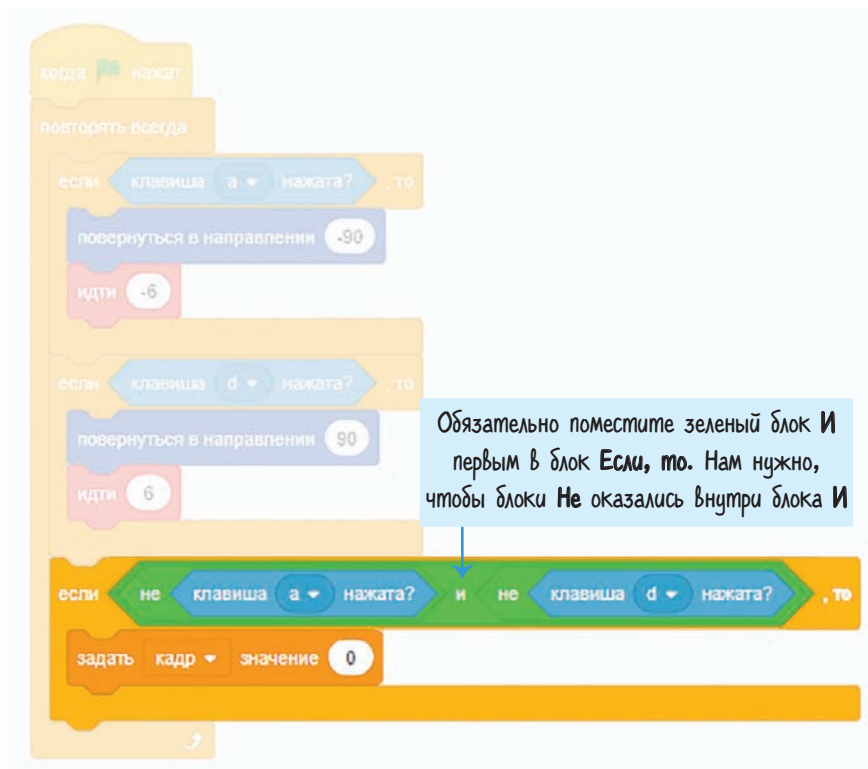 когда нажат
повторять всегда
если клавиша a нажата? , то
повернуться в направлении -90
идти -6
если клавиша d нажата? , то
повернуться в направлении 90
идти 6
Обязательно поместите зеленый блок И
первым в блок Если, то. Нам нужно,
чтобы блоки Не оказались внутри блока И
если не клавиша a нажата? и не клавиша d нажата? , то
задать кадр значение 0